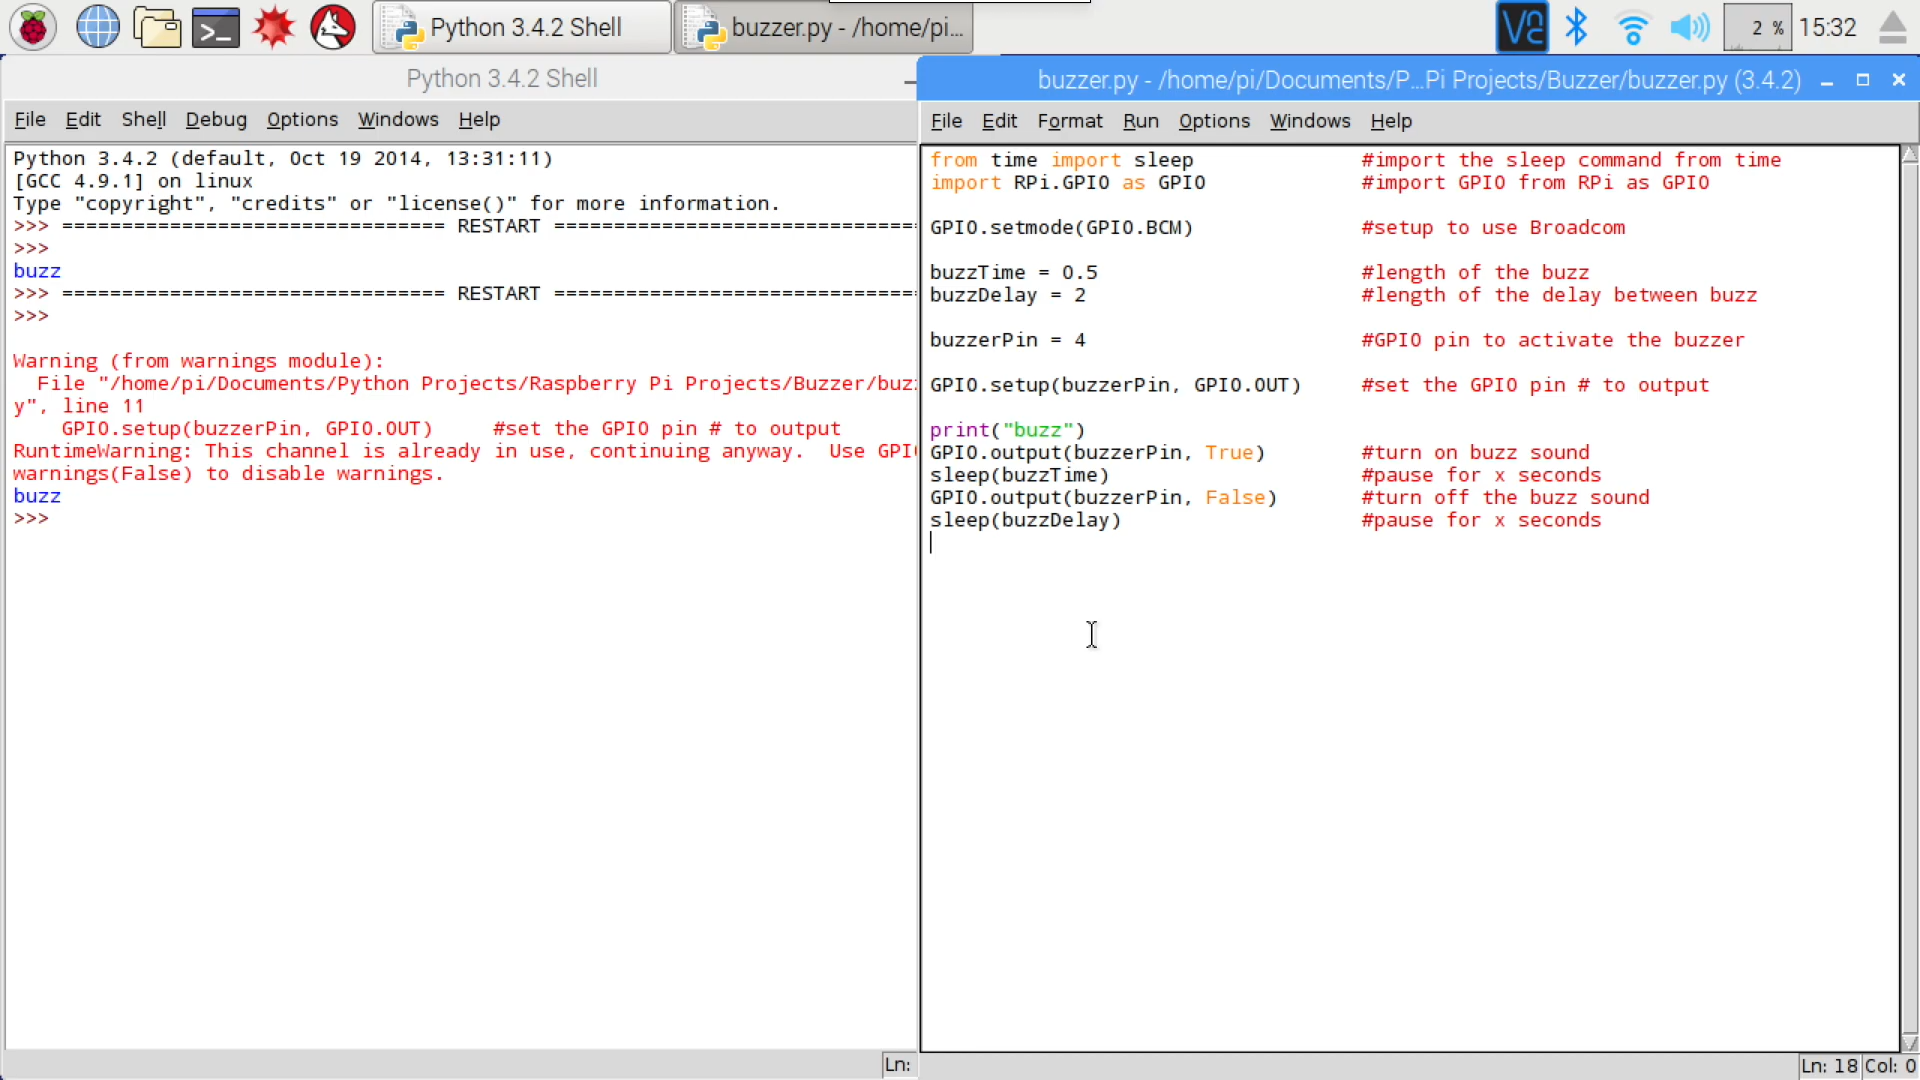 Python 3.4.2 Shell
buzzer.py - /home/pi...
2 %
15:32
Python 3.4.2 Shell
File Edit Shell Debug Options Windows Help
Python 3.4.2 (default, Oct 19 2014, 13:31:11)
[GCC 4.9.1] on linux
Type "copyright", "credits" or "license()" for more information.
>>> ================================ RESTART ==============================
>>>
buzz
>>> ================================ RESTART ==============================
>>>
Warning (from warnings module):
File "/home/pi/Documents/Python Projects/Raspberry Pi Projects/Buzzer/buz
y", line 11
GPIO.setup(buzzerPin, GPIO.OUT)     #set the GPIO pin # to output
RuntimeWarning: This channel is already in use, continuing anyway.  Use GPI
warnings(False) to disable warnings.
buzz
>>>
Ln:
buzzer.py - /home/pi/Documents/P...Pi Projects/Buzzer/buzzer.py (3.4.2)
File Edit Format Run Options Windows Help
from time import sleep              #import the sleep command from time
import RPi.GPIO as GPIO             #import GPIO from RPi as GPIO
GPIO.setmode(GPIO.BCM)              #setup to use Broadcom
buzzTime = 0.5                      #length of the buzz
buzzDelay = 2                       #length of the delay between buzz
buzzerPin = 4                       #GPIO pin to activate the buzzer
GPIO.setup(buzzerPin, GPIO.OUT)     #set the GPIO pin # to output
print("buzz")
GPIO.output(buzzerPin, True)        #turn on buzz sound
sleep(buzzTime)                     #pause for x seconds
GPIO.output(buzzerPin, False)       #turn off the buzz sound
sleep(buzzDelay)                    #pause for x seconds
Ln: 18 Col: 0